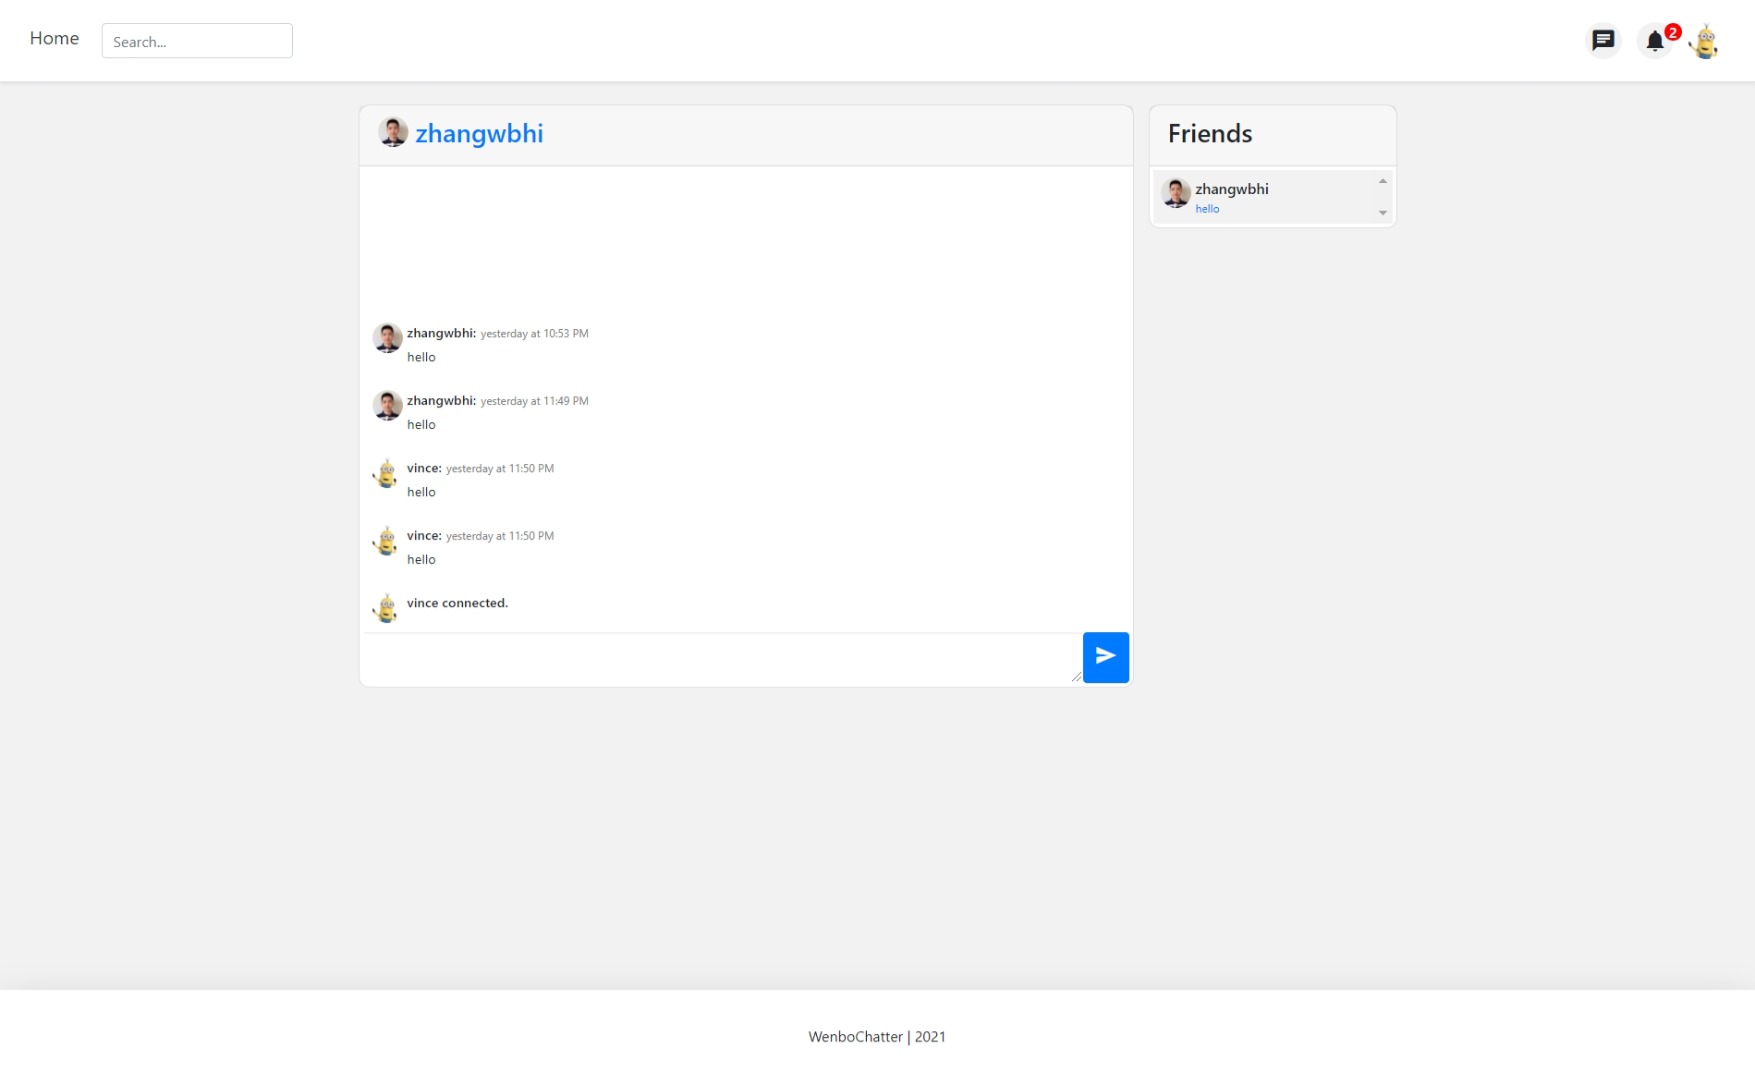 Home
Search...
2
zhangwbhi
Friends
zhangwbhi
hello
zhangwbhi: yesterday at 10:53 PM
hello
zhangwbhi: yesterday at 11:49 PM
hello
vince: yesterday at 11:50 PM
hello
vince: yesterday at 11:50 PM
hello
vince connected.
WenboChatter | 2021